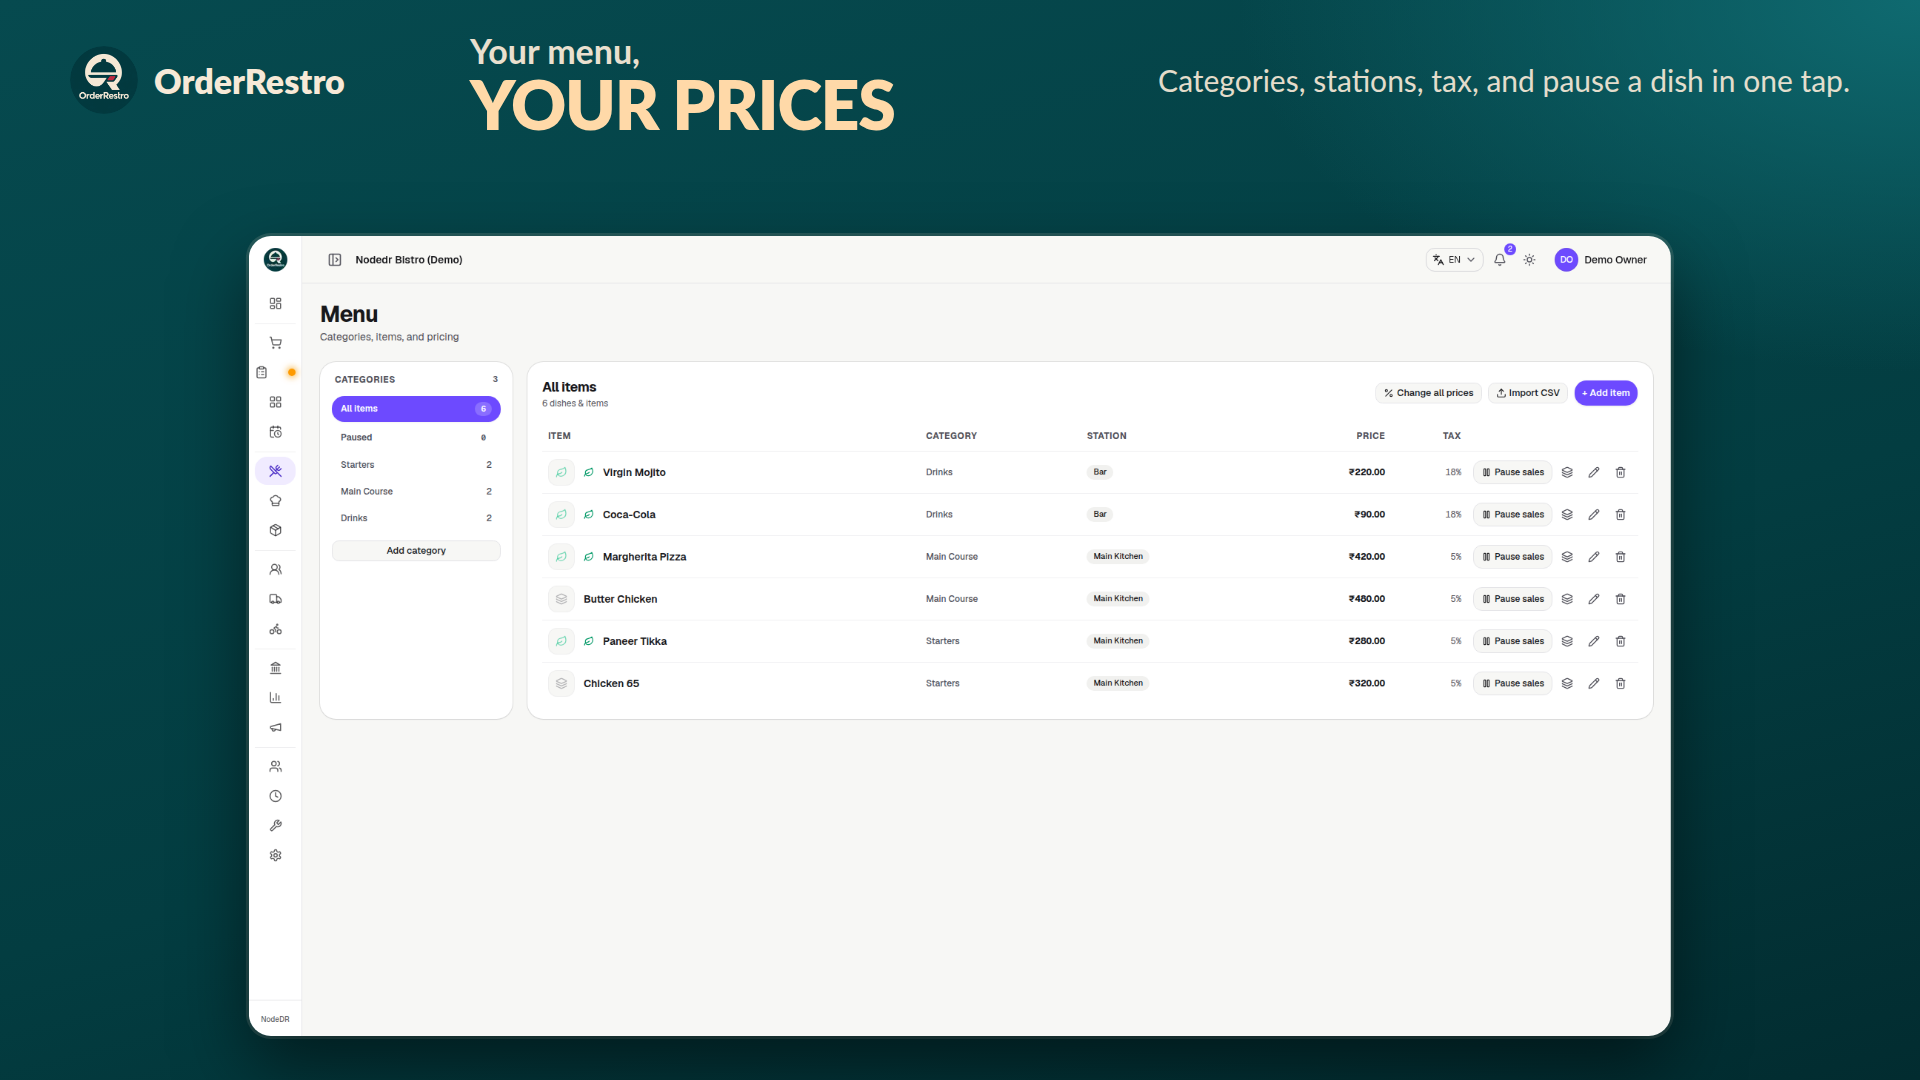 OrderRestro
OrderRestro
Your menu,
YOUR PRICES
Categories, stations, tax, and pause a dish in one tap.
Nodedr Bistro (Demo)
EN
2
DO
Demo Owner
Menu
Categories, items, and pricing
CATEGORIES 3
All items 6
Paused 0
Starters 2
Main Course 2
Drinks 2
Add category
All items
6 dishes & items
Change all prices
Import CSV
+ Add item
ITEM CATEGORY STATION PRICE TAX
Virgin Mojito Drinks Bar ₹220.00 18% Pause sales
Coca-Cola Drinks Bar ₹90.00 18% Pause sales
Margherita Pizza Main Course Main Kitchen ₹420.00 5% Pause sales
Butter Chicken Main Course Main Kitchen ₹480.00 5% Pause sales
Paneer Tikka Starters Main Kitchen ₹280.00 5% Pause sales
Chicken 65 Starters Main Kitchen ₹320.00 5% Pause sales
NodeDR